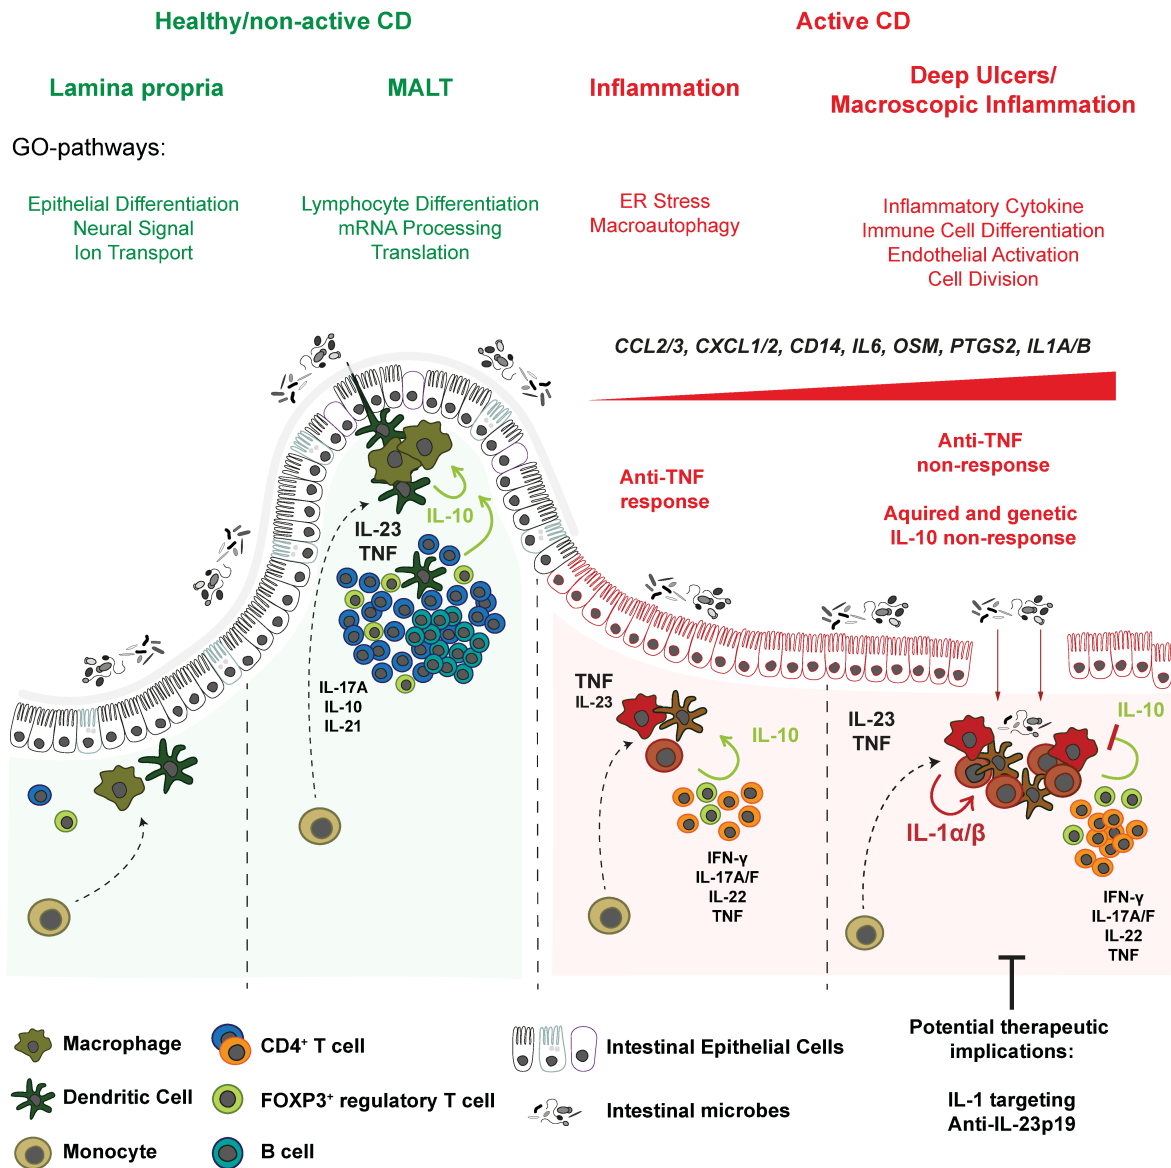 Healthy/non-active CD
Active CD
Lamina propria
MALT
Inflammation
Deep Ulcers/
Macroscopic Inflammation
GO-pathways:
Epithelial Differentiation
Neural Signal
Ion Transport
Lymphocyte Differentiation
mRNA Processing
Translation
ER Stress
Macroautophagy
Inflammatory Cytokine
Immune Cell Differentiation
Endothelial Activation
Cell Division
CCL2/3, CXCL1/2, CD14, IL6, OSM, PTGS2, IL1A/B
Anti-TNF
response
Anti-TNF
non-response
Aquired and genetic
IL-10 non-response
IL-10
IL-23
TNF
IL-17A
IL-10
IL-21
TNF
IL-23
IL-10
IFN-γ
IL-17A/F
IL-22
TNF
IL-23
TNF
IL-1α/β
IL-10
IFN-γ
IL-17A/F
IL-22
TNF
Potential therapeutic
implications:
IL-1 targeting
Anti-IL-23p19
Macrophage
Dendritic Cell
Monocyte
CD4⁺ T cell
FOXP3⁺ regulatory T cell
B cell
Intestinal Epithelial Cells
Intestinal microbes